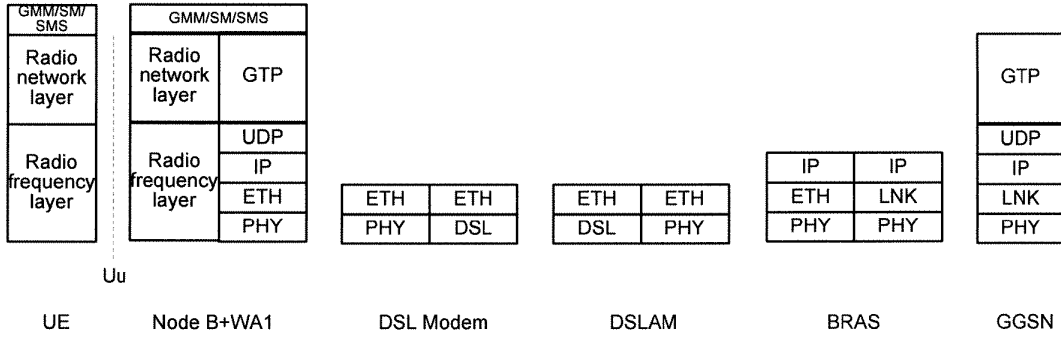 GMM/SM/
SMS
Radio
network
layer
Radio
frequency
layer
Uu
GMM/SM/SMS
Radio
network
layer
GTP
Radio
frequency
layer
UDP
IP
ETH
PHY
ETH ETH
PHY DSL
ETH ETH
DSL PHY
IP IP
ETH LNK
PHY PHY
GTP
UDP
IP
LNK
PHY
UE Node B+WA1 DSL Modem DSLAM BRAS GGSN